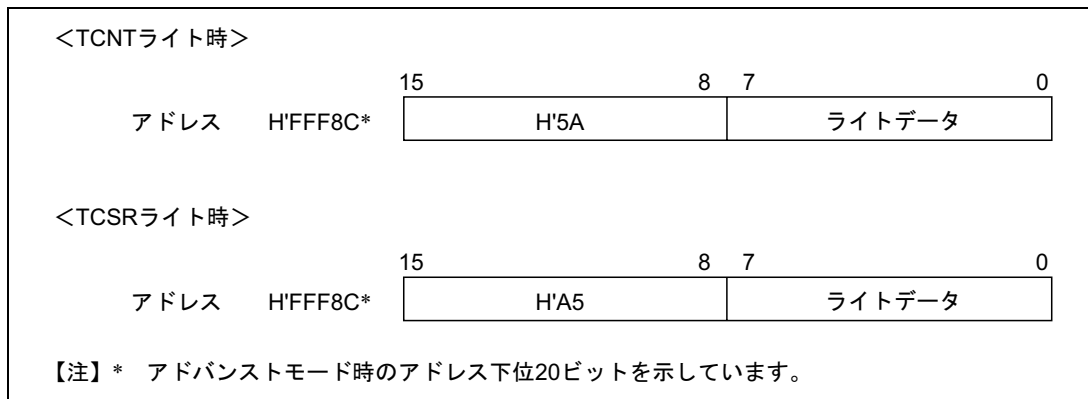 ＜TCNTライト時＞
15 8 7 0
アドレス H'FFF8C* H'5A ライトデータ
＜TCSRライト時＞
15 8 7 0
アドレス H'FFF8C* H'A5 ライトデータ
【注】* アドバンストモード時のアドレス下位20ビットを示しています。